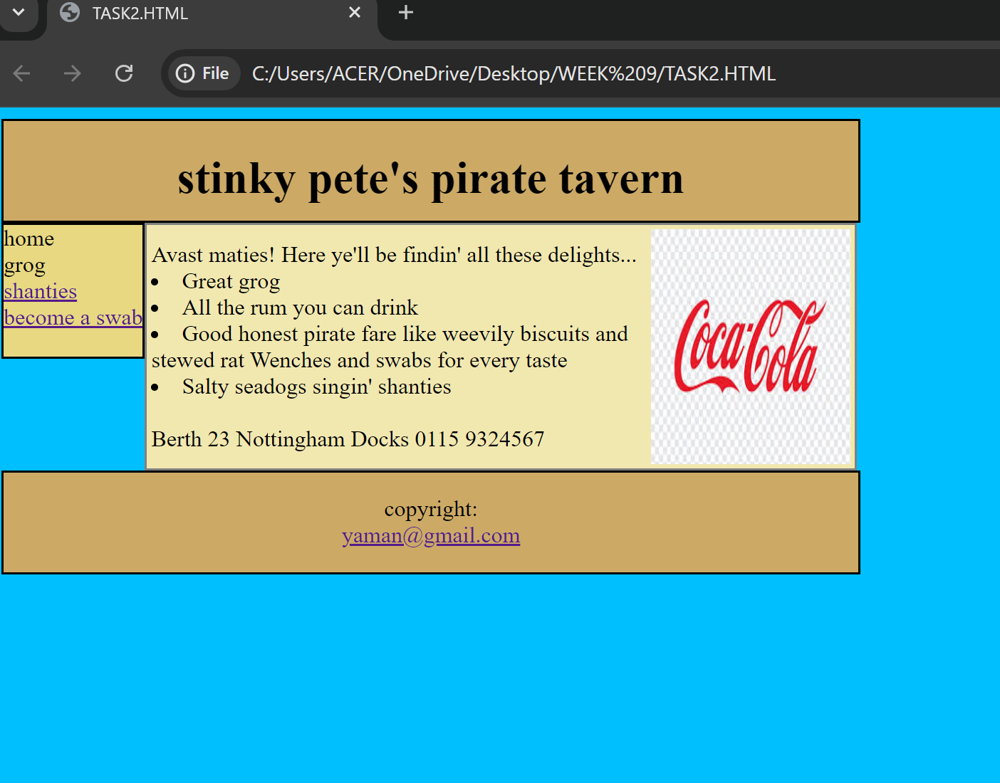 TASK2.HTML
File C:/Users/ACER/OneDrive/Desktop/WEEK%209/TASK2.HTML
stinky pete's pirate tavern
home
grog
shanties
become a swab
Avast maties! Here ye'll be findin' all these delights...
• Great grog
• All the rum you can drink
• Good honest pirate fare like weevily biscuits and
stewed rat Wenches and swabs for every taste
• Salty seadogs singin' shanties
Berth 23 Nottingham Docks 0115 9324567
Coca-Cola
copyright:
yaman@gmail.com